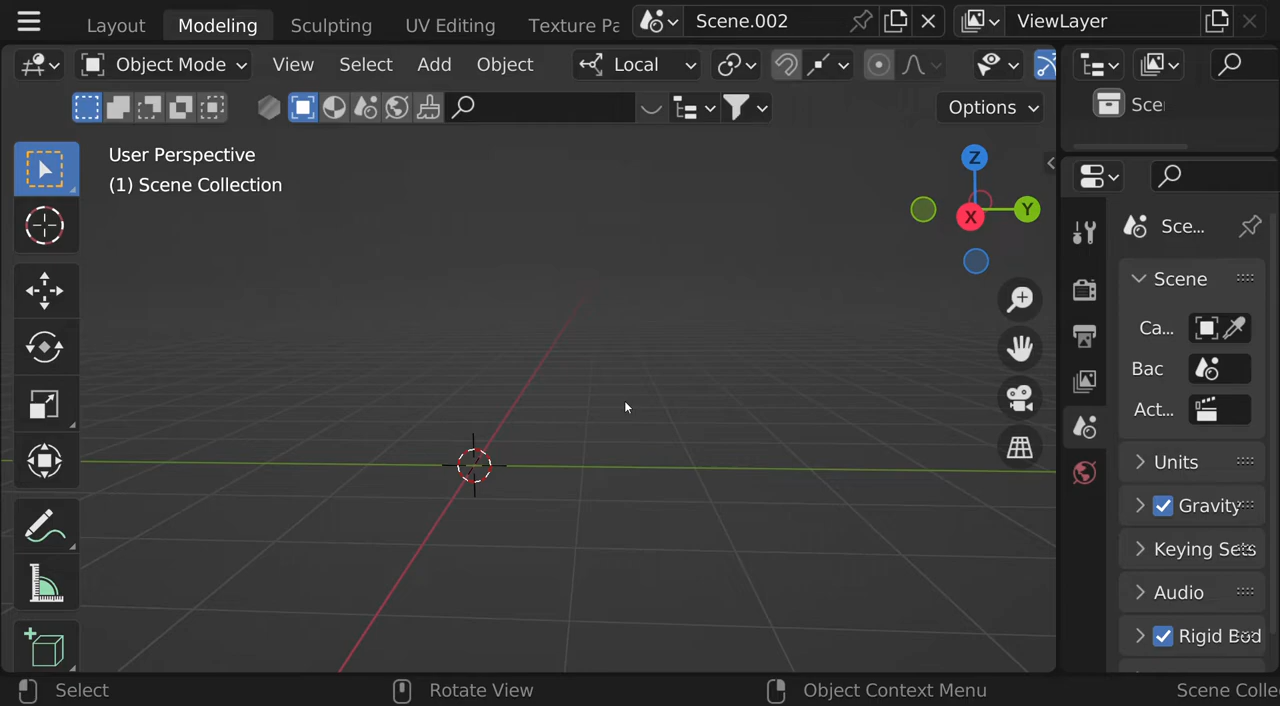 Layout Modeling Sculpting UV Editing Texture Pa Scene.002 ViewLayer
Object Mode View Select Add Object Local
Sce
Options
User Perspective
(1) Scene Collection
Z
Y
X
Sce...
Scene
Ca...
Bac
Act...
Units
Gravity
Keying Sets
Audio
Rigid Bod
Select Rotate View Object Context Menu Scene Colle